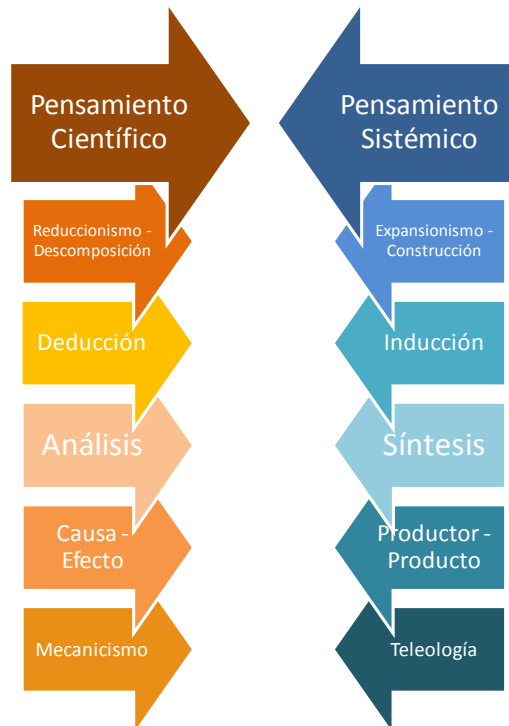 Pensamiento
Científico
Reduccionismo -
Descomposición
Deducción
Análisis
Causa -
Efecto
Mecanicismo
Pensamiento
Sistémico
Expansionismo -
Construcción
Inducción
Síntesis
Productor -
Producto
Teleología